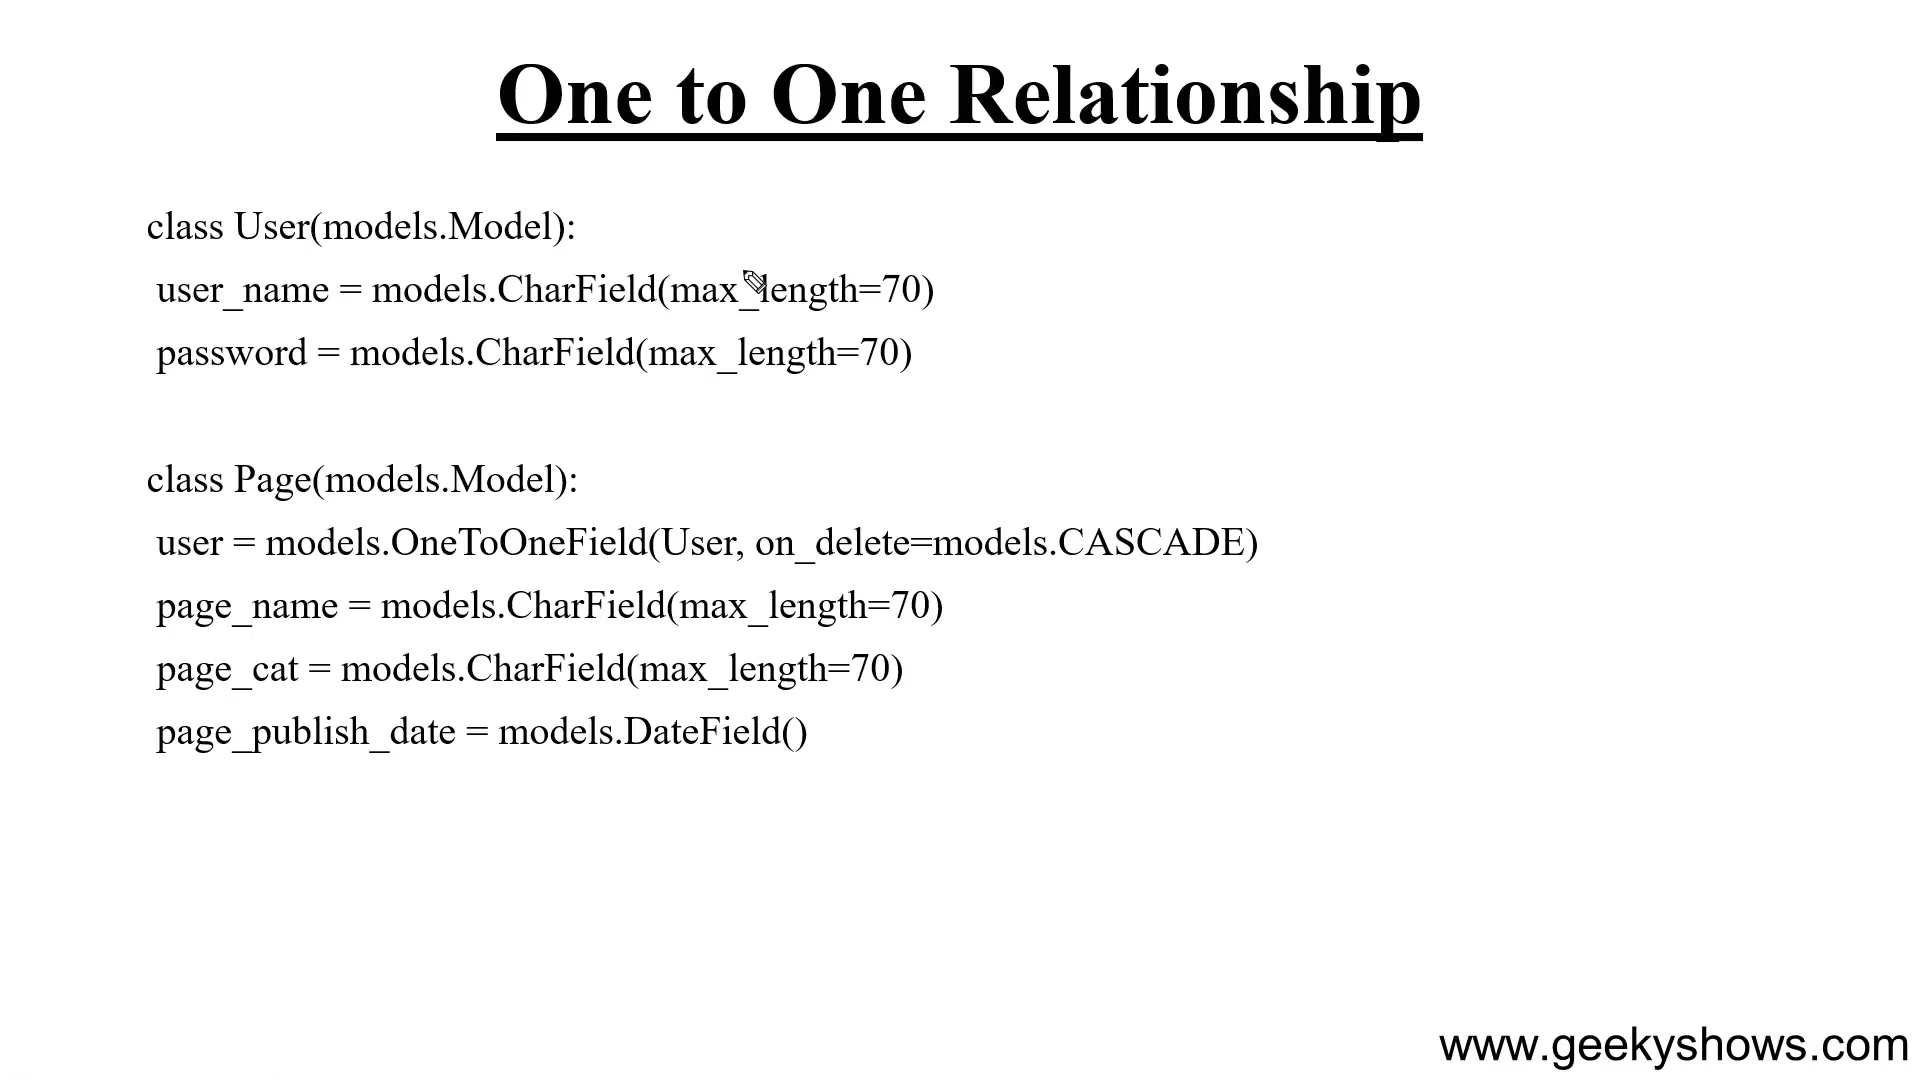 One to One Relationship
class User(models.Model):
user_name = models.CharField(max_length=70)
password = models.CharField(max_length=70)
class Page(models.Model):
user = models.OneToOneField(User, on_delete=models.CASCADE)
page_name = models.CharField(max_length=70)
page_cat = models.CharField(max_length=70)
page_publish_date = models.DateField()
www.geekyshows.com